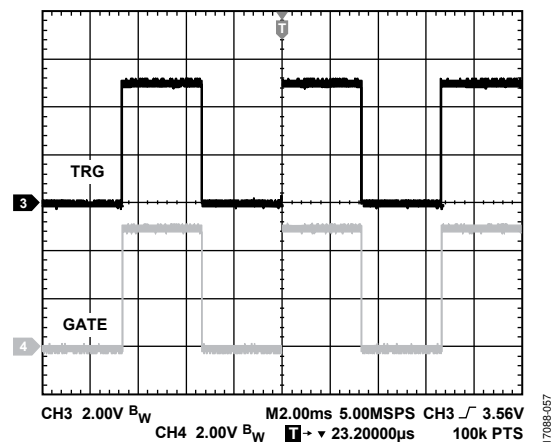 T
TRG
3
GATE
4
CH3 2.00V BW M2.00ms 5.00MSPS CH3 3.56V
CH4 2.00V BW T 23.20000µs 100k PTS
17088-057